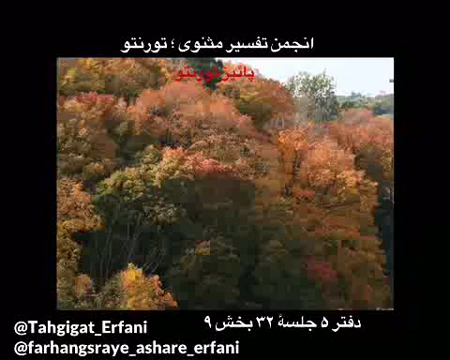 انجمن تفسیر مثنوی ؛ تورنتو
پائیز تورنتو
دفتر ۵ جلسهٔ ۳۲ بخش ۹
@Tahgigat_Erfani
@farhangsraye_ashare_erfani